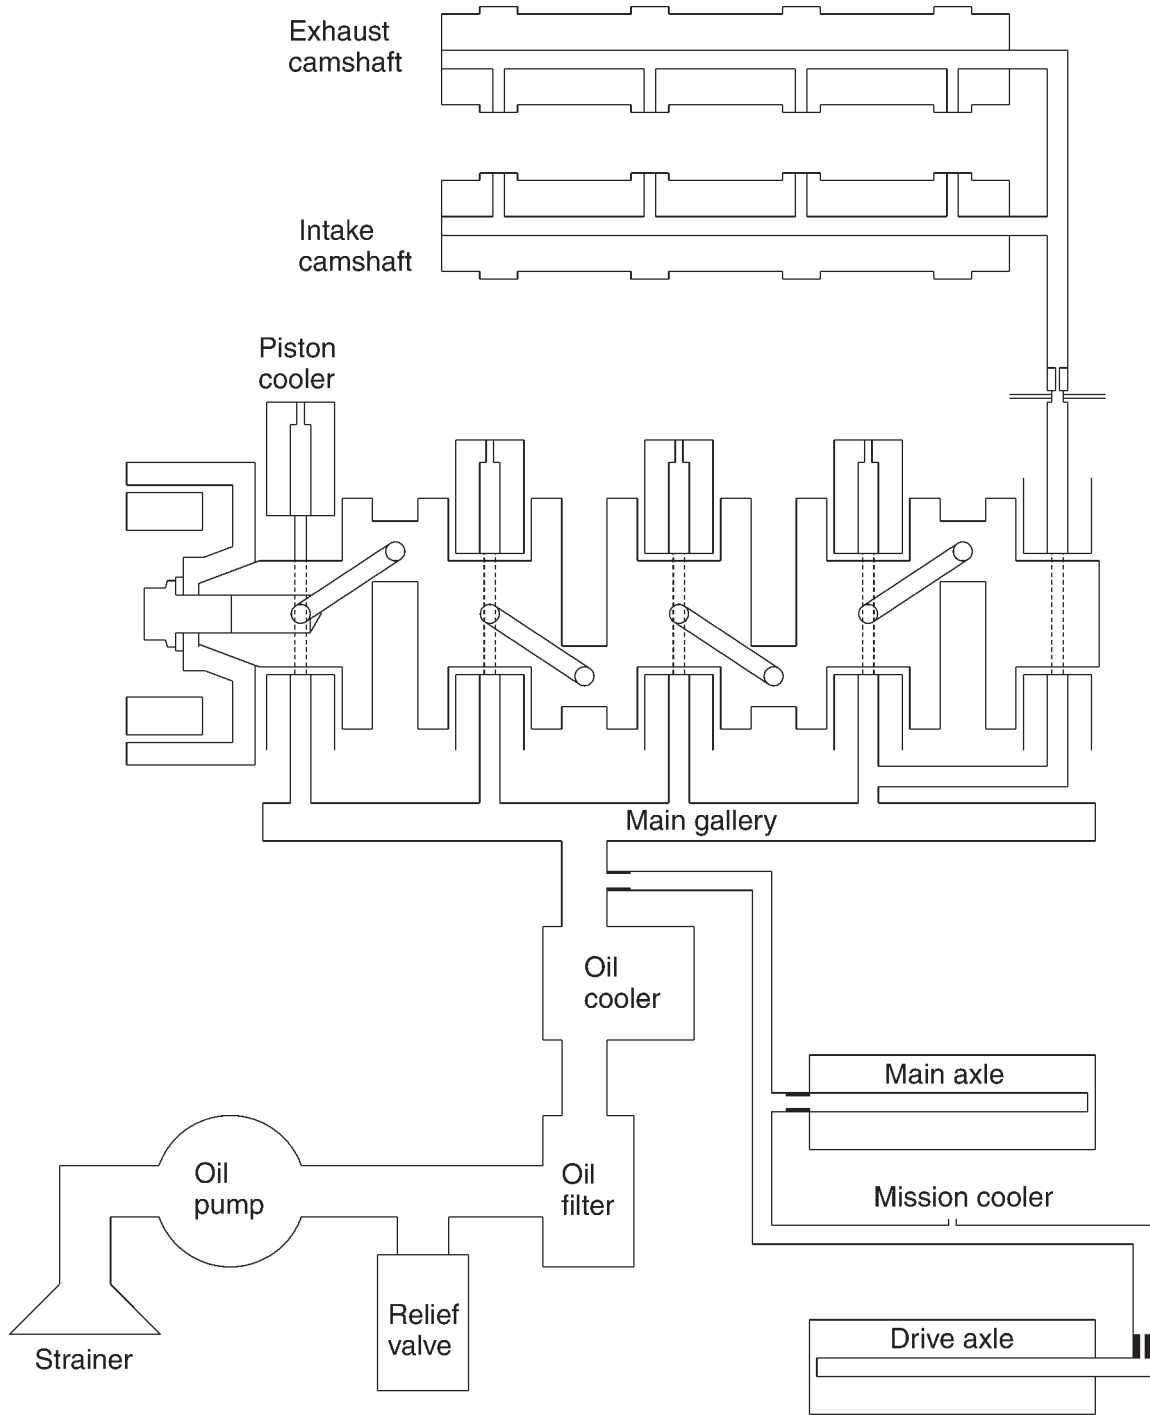 Exhaust
camshaft
Intake
camshaft
Piston
cooler
Main gallery
Oil
cooler
Main axle
Oil
pump
Oil
filter
Mission cooler
Relief
valve
Drive axle
Strainer